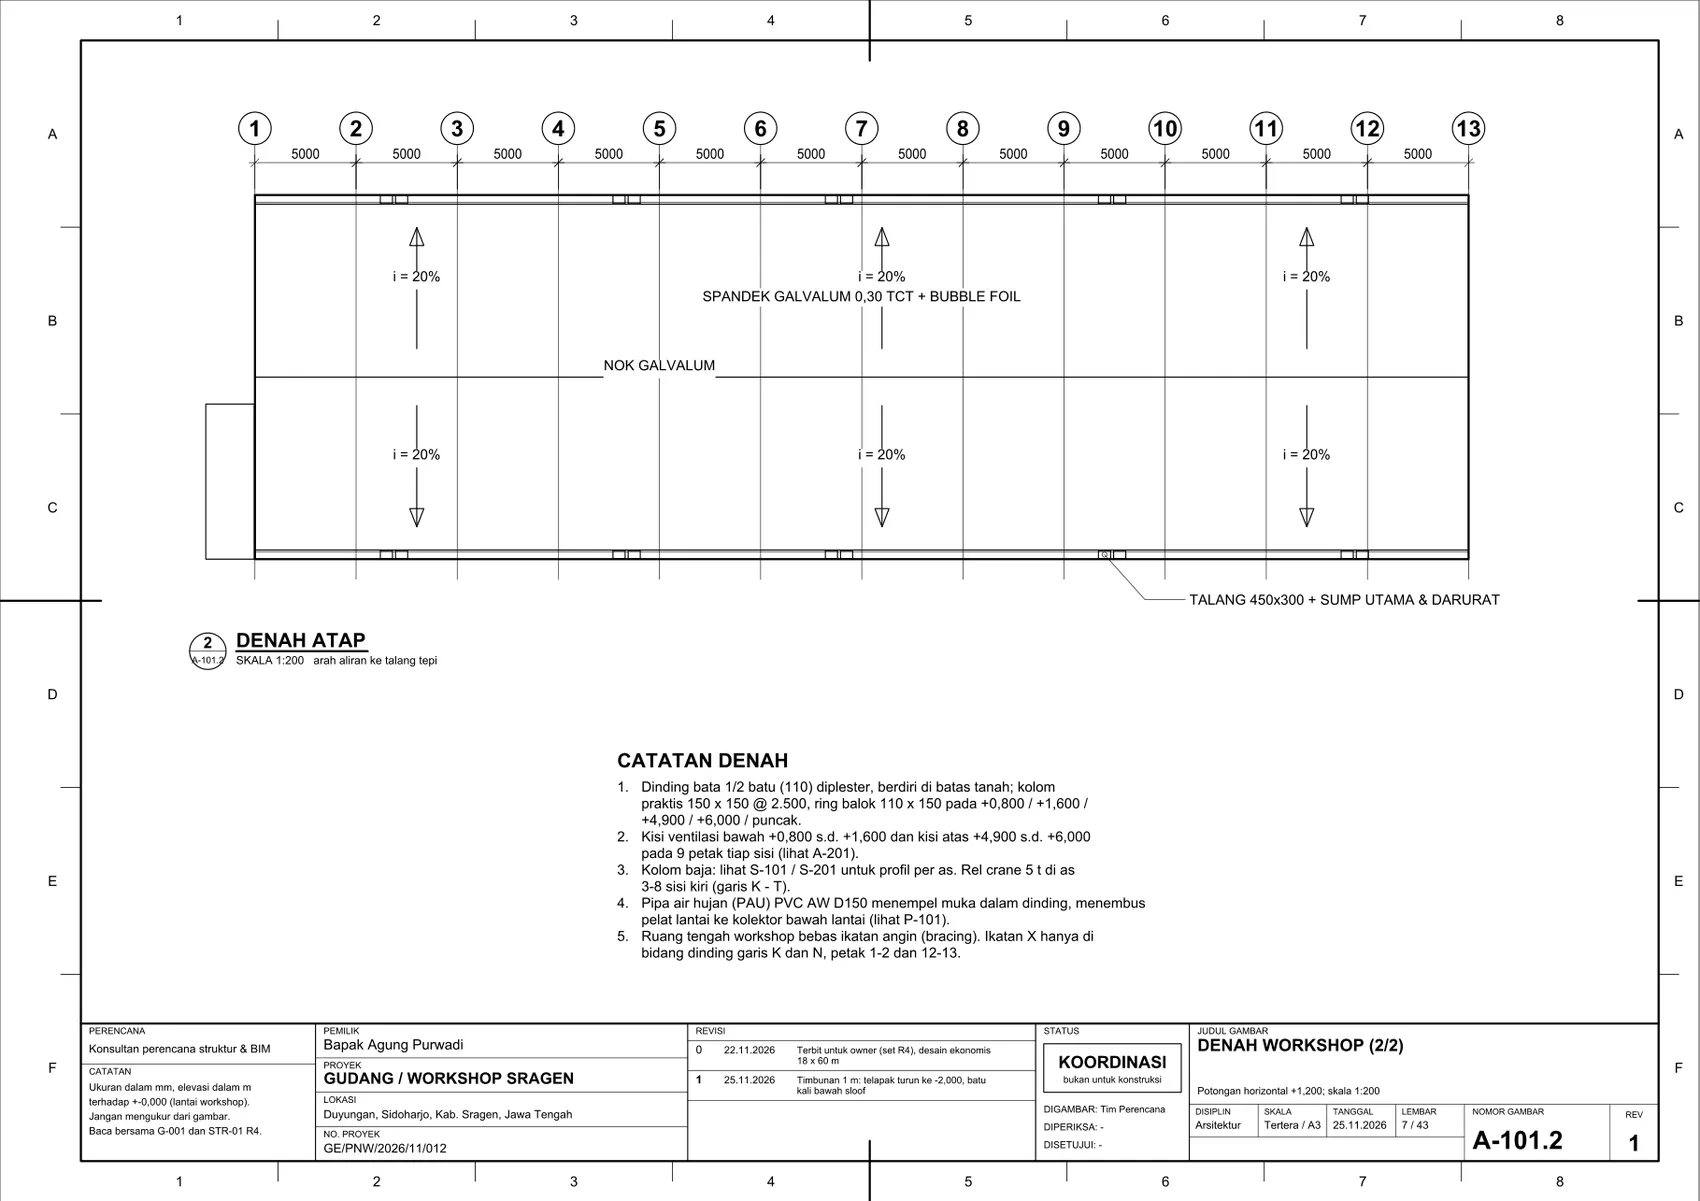 1 2 3 4 5 6 7 8
A A
1 2 3 4 5 6 7 8 9 10 11 12 13
5000 5000 5000 5000 5000 5000 5000 5000 5000 5000 5000 5000
i = 20% i = 20% i = 20%
SPANDEK GALVALUM 0,30 TCT + BUBBLE FOIL
B B
NOK GALVALUM
i = 20% i = 20% i = 20%
C C
TALANG 450x300 + SUMP UTAMA & DARURAT
2
A-101.2
DENAH ATAP
SKALA 1:200 arah aliran ke talang tepi
D D
CATATAN DENAH
1. Dinding bata 1/2 batu (110) diplester, berdiri di batas tanah; kolom
praktis 150 x 150 @ 2.500, ring balok 110 x 150 pada +0,800 / +1,600 /
+4,900 / +6,000 / puncak.
2. Kisi ventilasi bawah +0,800 s.d. +1,600 dan kisi atas +4,900 s.d. +6,000
pada 9 petak tiap sisi (lihat A-201).
3. Kolom baja: lihat S-101 / S-201 untuk profil per as. Rel crane 5 t di as
3-8 sisi kiri (garis K - T).
4. Pipa air hujan (PAU) PVC AW D150 menempel muka dalam dinding, menembus
pelat lantai ke kolektor bawah lantai (lihat P-101).
5. Ruang tengah workshop bebas ikatan angin (bracing). Ikatan X hanya di
bidang dinding garis K dan N, petak 1-2 dan 12-13.
E E
F F
PERENCANA
Konsultan perencana struktur & BIM
CATATAN
Ukuran dalam mm, elevasi dalam m
terhadap +-0,000 (lantai workshop).
Jangan mengukur dari gambar.
Baca bersama G-001 dan STR-01 R4.
PEMILIK
Bapak Agung Purwadi
PROYEK
GUDANG / WORKSHOP SRAGEN
LOKASI
Duyungan, Sidoharjo, Kab. Sragen, Jawa Tengah
NO. PROYEK
GE/PNW/2026/11/012
REVISI
0 22.11.2026 Terbit untuk owner (set R4), desain ekonomis
18 x 60 m
1 25.11.2026 Timbunan 1 m: telapak turun ke -2,000, batu
kali bawah sloof
STATUS
KOORDINASI
bukan untuk konstruksi
DIGAMBAR: Tim Perencana
DIPERIKSA: -
DISETUJUI: -
JUDUL GAMBAR
DENAH WORKSHOP (2/2)
Potongan horizontal +1,200; skala 1:200
DISIPLIN SKALA TANGGAL LEMBAR
Arsitektur Tertera / A3 25.11.2026 7 / 43
NOMOR GAMBAR
A-101.2
REV
1
1 2 3 4 5 6 7 8